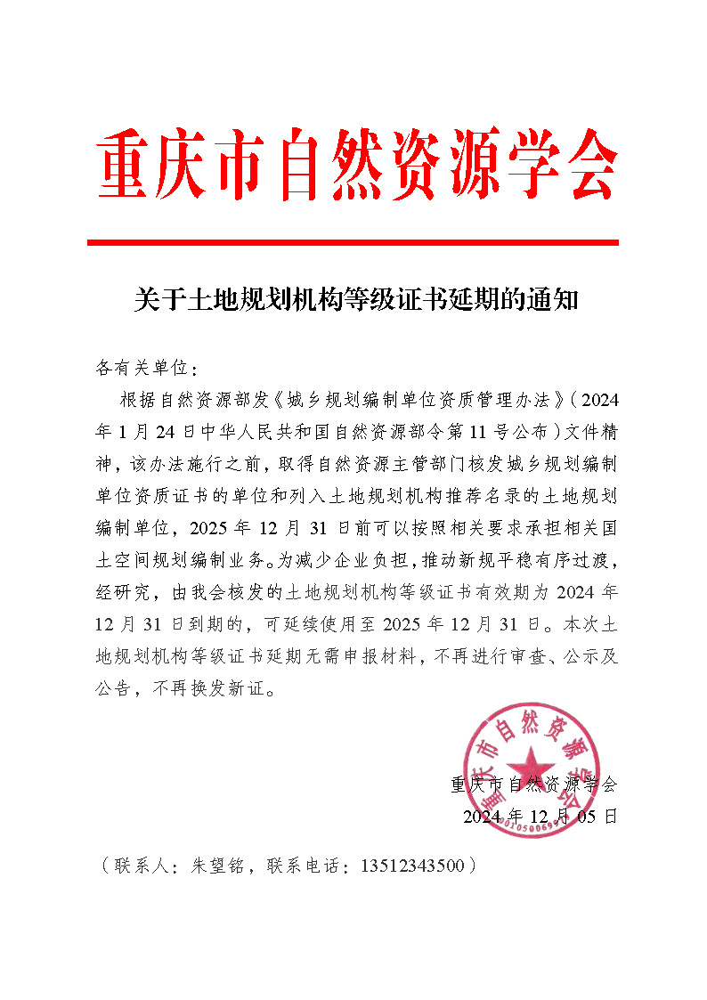 重庆市自然资源学会
关于土地规划机构等级证书延期的通知
各有关单位：
根据自然资源部发《城乡规划编制单位资质管理办法》（2024
年1月24日中华人民共和国自然资源部令第11号公布）文件精
神，该办法施行之前，取得自然资源主管部门核发城乡规划编制
单位资质证书的单位和列入土地规划机构推荐名录的土地规划
编制单位，2025年12月31日前可以按照相关要求承担相关国
土空间规划编制业务。为减少企业负担，推动新规平稳有序过渡，
经研究，由我会核发的土地规划机构等级证书有效期为2024年
12月31日到期的，可延续使用至2025年12月31日。本次土
地规划机构等级证书延期无需申报材料，不再进行审查、公示及
公告，不再换发新证。
重庆市自然资源学会
重庆市自然资源学会
2024年12月05日
（联系人：朱望铭，联系电话：13512343500）